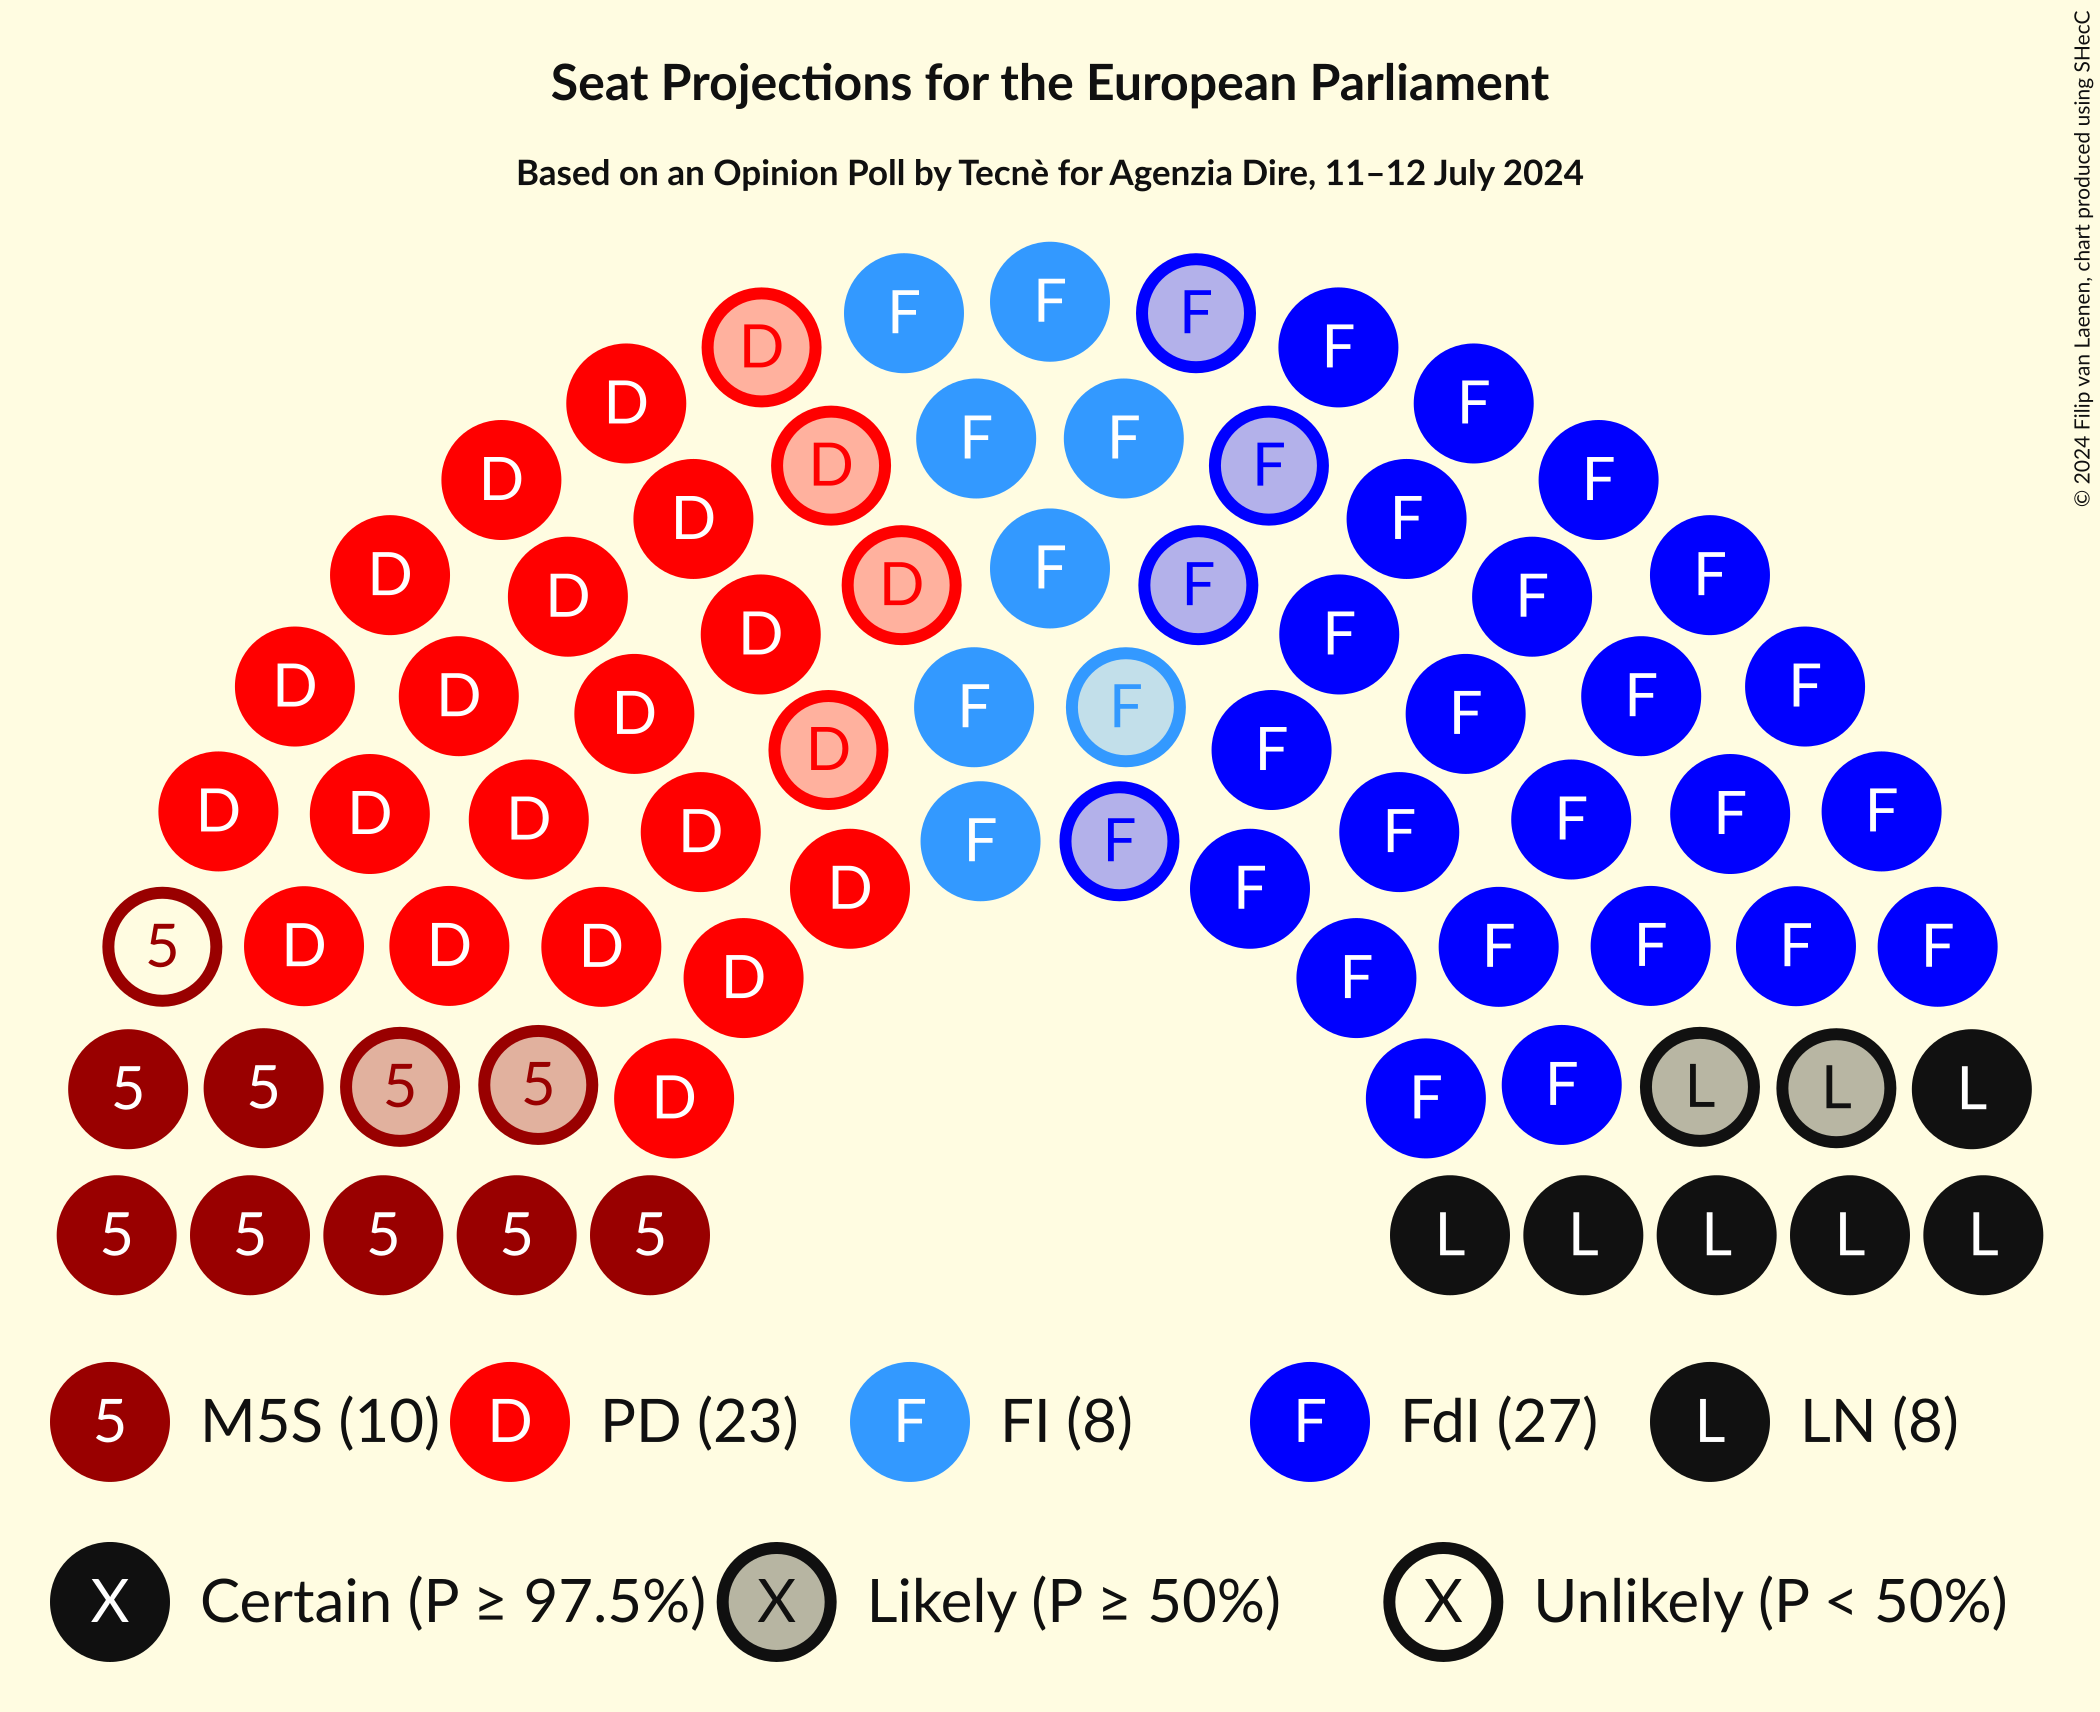 Seat Projections for the European Parliament
Based on an Opinion Poll by Tecnè for Agenzia Dire, 11–12 July 2024
© 2024 Filip van Laenen, chart produced using SHecC
F F F
D F
D F
F F
D F
D F
D F
D F F
D F
D F
D F
D D F F
D F F F
D F
D D D D F F F F
F F
D F
5 D D D F F F F
D F
5 5 5 5 D F F L L L
5 5 5 5 5 L L L L L
5 M5S (10) D PD (23) F FI (8) F FdI (27) L LN (8)
X Certain (P ≥ 97.5%) X Likely (P ≥ 50%) X Unlikely (P < 50%)